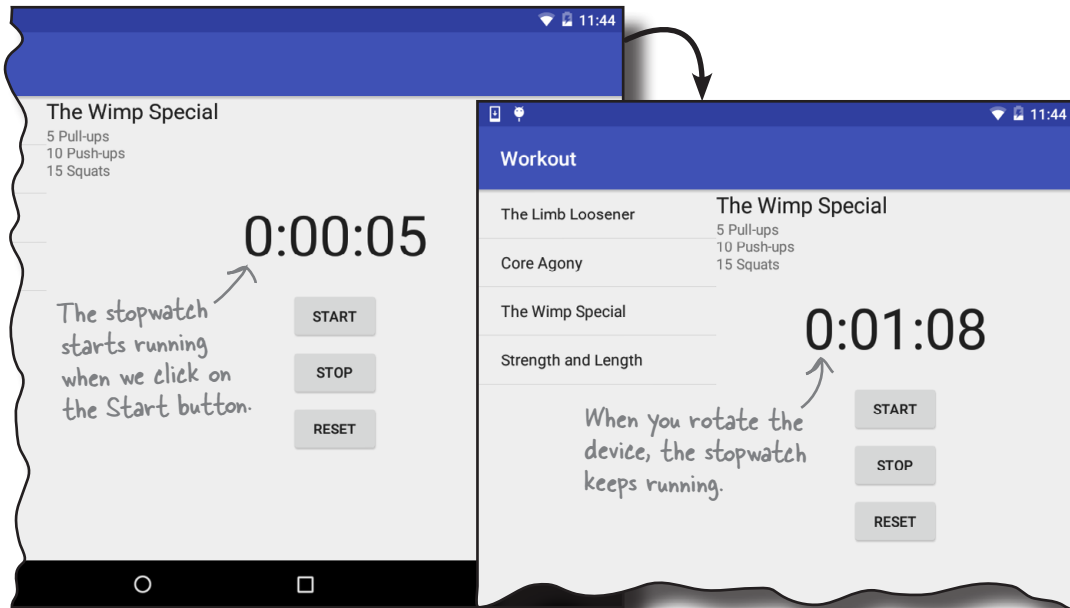 11:44
The Wimp Special
5 Pull-ups
10 Push-ups
15 Squats
0:00:05
The stopwatch
starts running
when we click on
the Start button.
START
STOP
RESET
11:44
Workout
The Limb Loosener
Core Agony
The Wimp Special
Strength and Length
The Wimp Special
5 Pull-ups
10 Push-ups
15 Squats
0:01:08
When you rotate the
device, the stopwatch
keeps running.
START
STOP
RESET